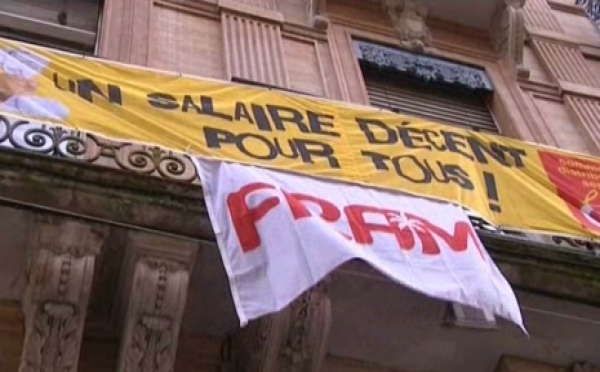 UN SALAIRE DÉCENT
POUR TOUS !
FRAM